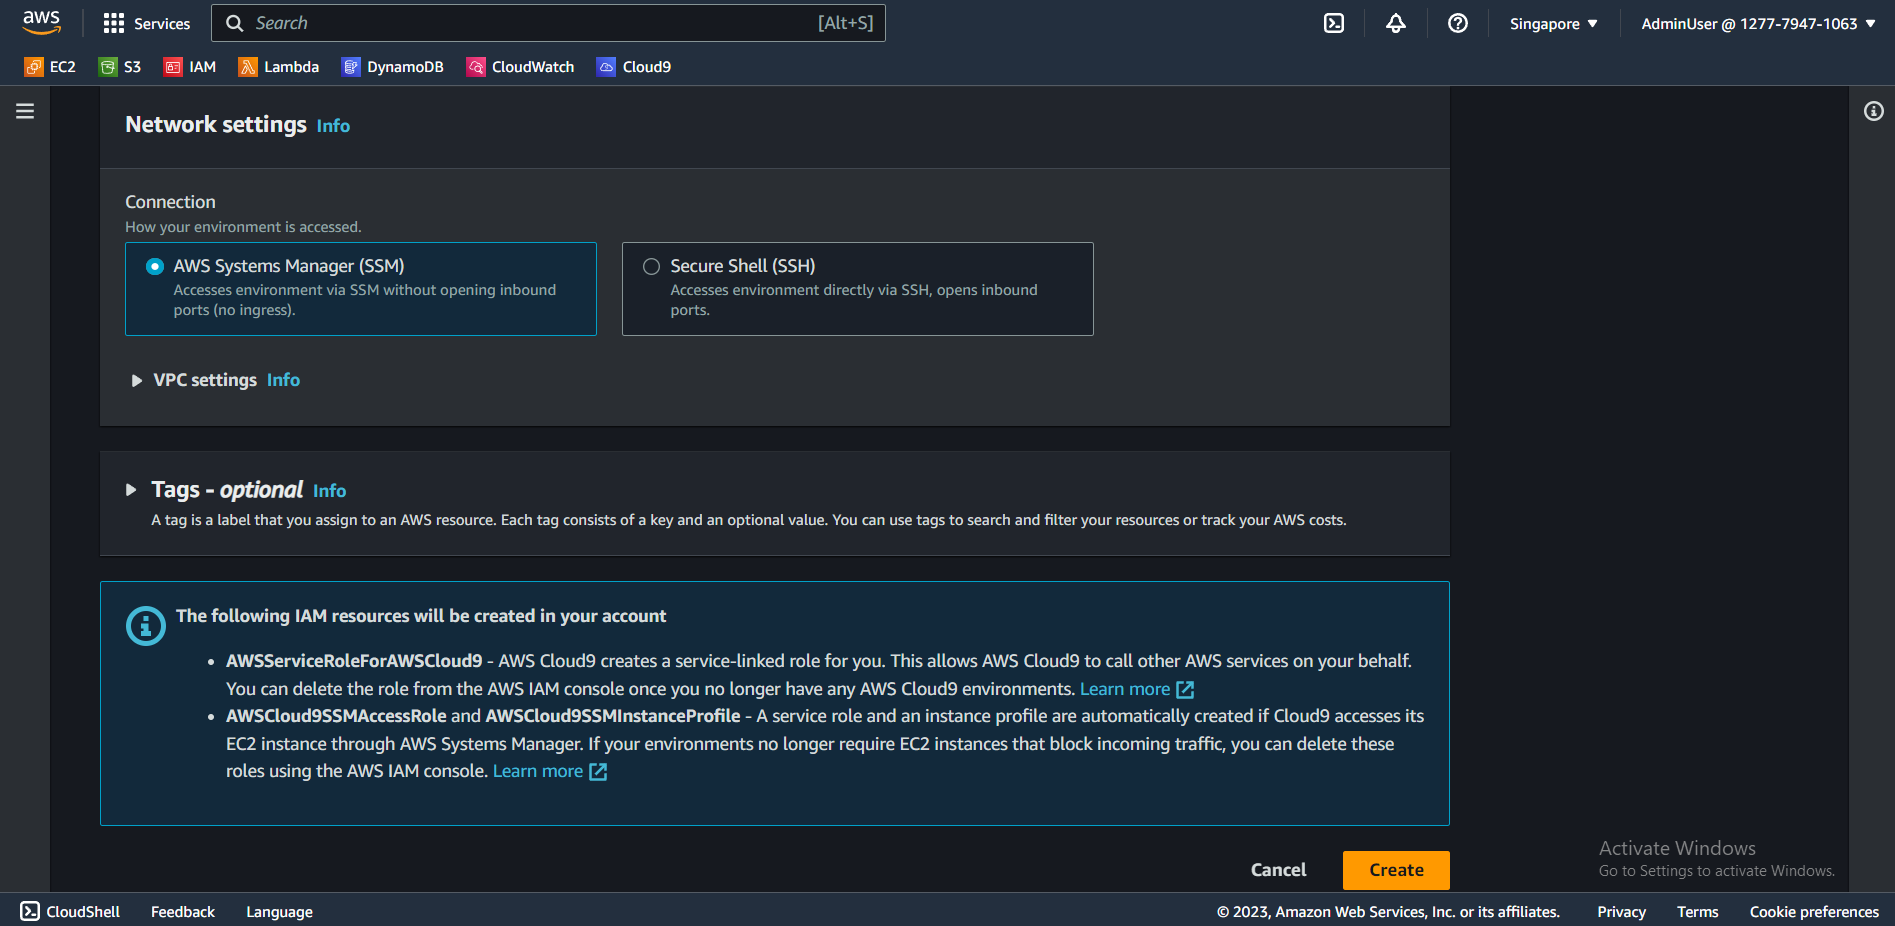 aws Services Search [Alt+S] Singapore AdminUser @ 1277-7947-1063
EC2 S3 IAM Lambda DynamoDB CloudWatch Cloud9
Network settings Info
Connection
How your environment is accessed.
AWS Systems Manager (SSM)
Accesses environment via SSM without opening inbound
ports (no ingress).
Secure Shell (SSH)
Accesses environment directly via SSH, opens inbound
ports.
VPC settings Info
Tags - optional Info
A tag is a label that you assign to an AWS resource. Each tag consists of a key and an optional value. You can use tags to search and filter your resources or track your AWS costs.
The following IAM resources will be created in your account
• AWSServiceRoleForAWSCloud9 - AWS Cloud9 creates a service-linked role for you. This allows AWS Cloud9 to call other AWS services on your behalf.
You can delete the role from the AWS IAM console once you no longer have any AWS Cloud9 environments. Learn more
• AWSCloud9SSMAccessRole and AWSCloud9SSMInstanceProfile - A service role and an instance profile are automatically created if Cloud9 accesses its
EC2 instance through AWS Systems Manager. If your environments no longer require EC2 instances that block incoming traffic, you can delete these
roles using the AWS IAM console. Learn more
Cancel Create
Activate Windows
Go to Settings to activate Windows.
CloudShell Feedback Language © 2023, Amazon Web Services, Inc. or its affiliates. Privacy Terms Cookie preferences